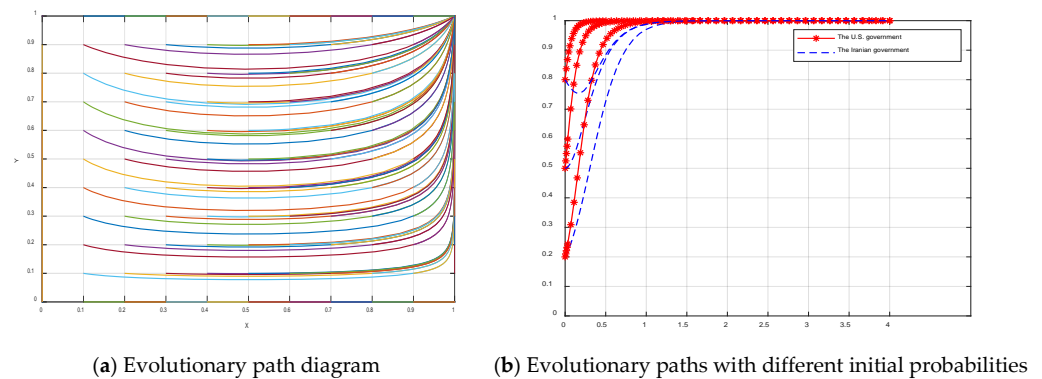 1
0.9
0.8
0.7
0.6
0.5
0.4
0.3
0.2
0.1
0
Y
0 0.1 0.2 0.3 0.4 0.5 0.6 0.7 0.8 0.9 1
X
(a) Evolutionary path diagram
1
0.9
0.8
0.7
0.6
0.5
0.4
0.3
0.2
0.1
0
The U.S. government
The Iranian government
0 0.5 1 1.5 2 2.5 3 3.5 4
(b) Evolutionary paths with different initial probabilities